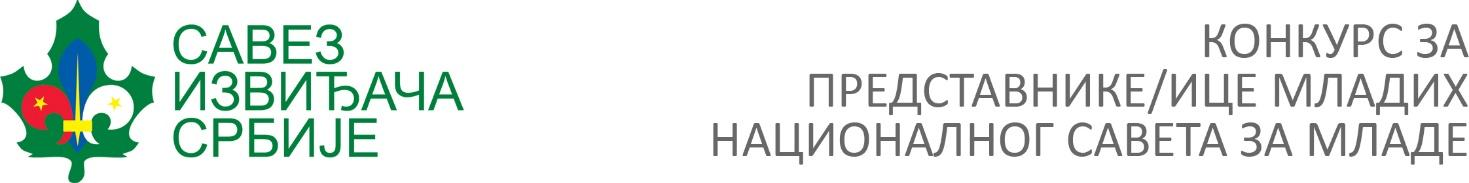 САВЕЗ
ИЗВИЂАЧА
СРБИЈЕ
КОНКУРС ЗА
ПРЕДСТАВНИКЕ/ИЦЕ МЛАДИХ
НАЦИОНАЛНОГ САВЕТА ЗА МЛАДЕ